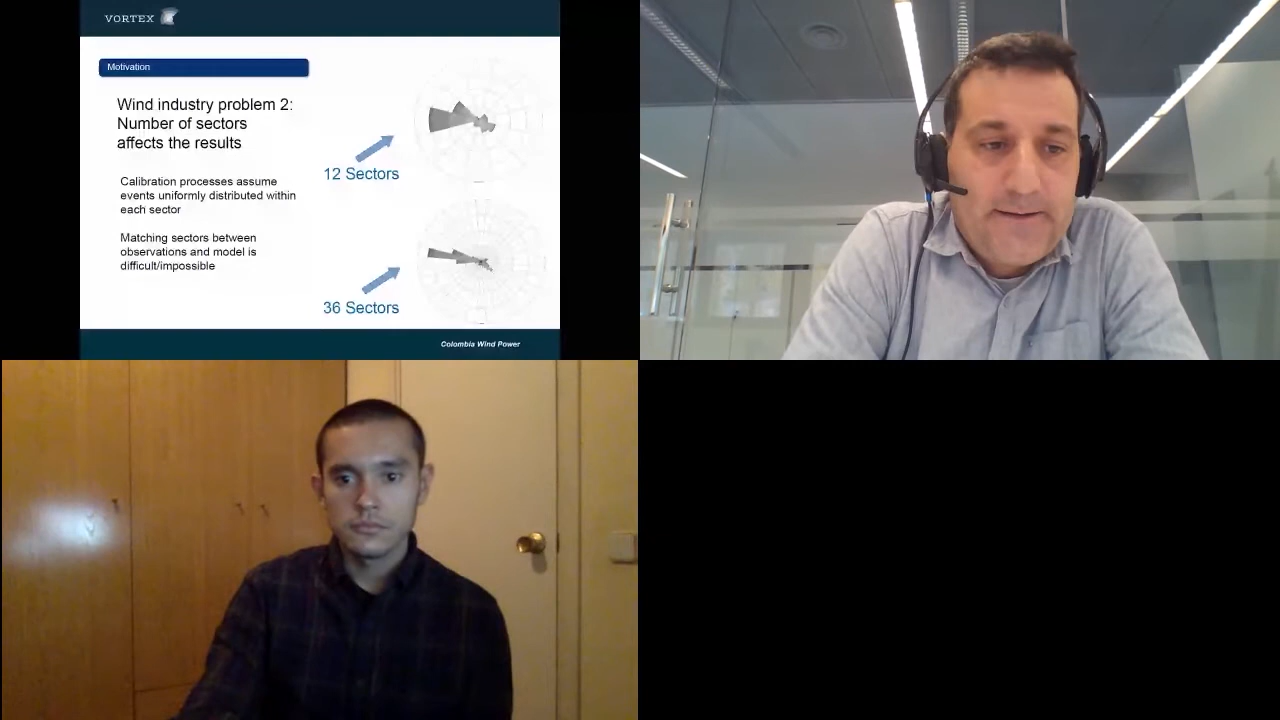 VORTEX
Motivation
Wind industry problem 2:
Number of sectors
affects the results
12 Sectors
Calibration processes assume
events uniformly distributed within
each sector
Matching sectors between
observations and model is
difficult/impossible
36 Sectors
Colombia Wind Power